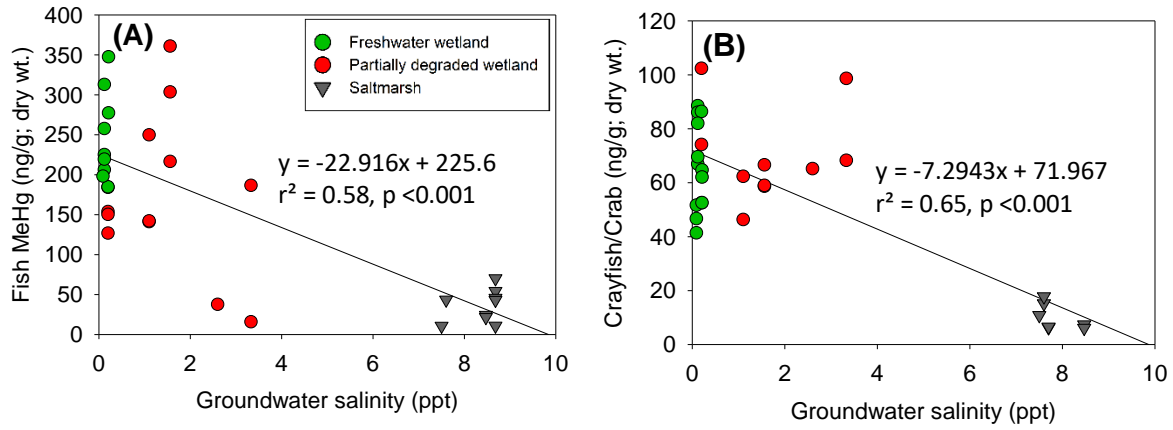 (A)
Freshwater wetland
Partially degraded wetland
Saltmarsh
y = -22.916x + 225.6
r² = 0.58, p <0.001
Fish MeHg (ng/g; dry wt.)
400
350
300
250
200
150
100
50
0
0 2 4 6 8 10
Groundwater salinity (ppt)
(B)
y = -7.2943x + 71.967
r² = 0.65, p <0.001
Crayfish/Crab (ng/g; dry wt.)
120
100
80
60
40
20
0
0 2 4 6 8 10
Groundwater salinity (ppt)